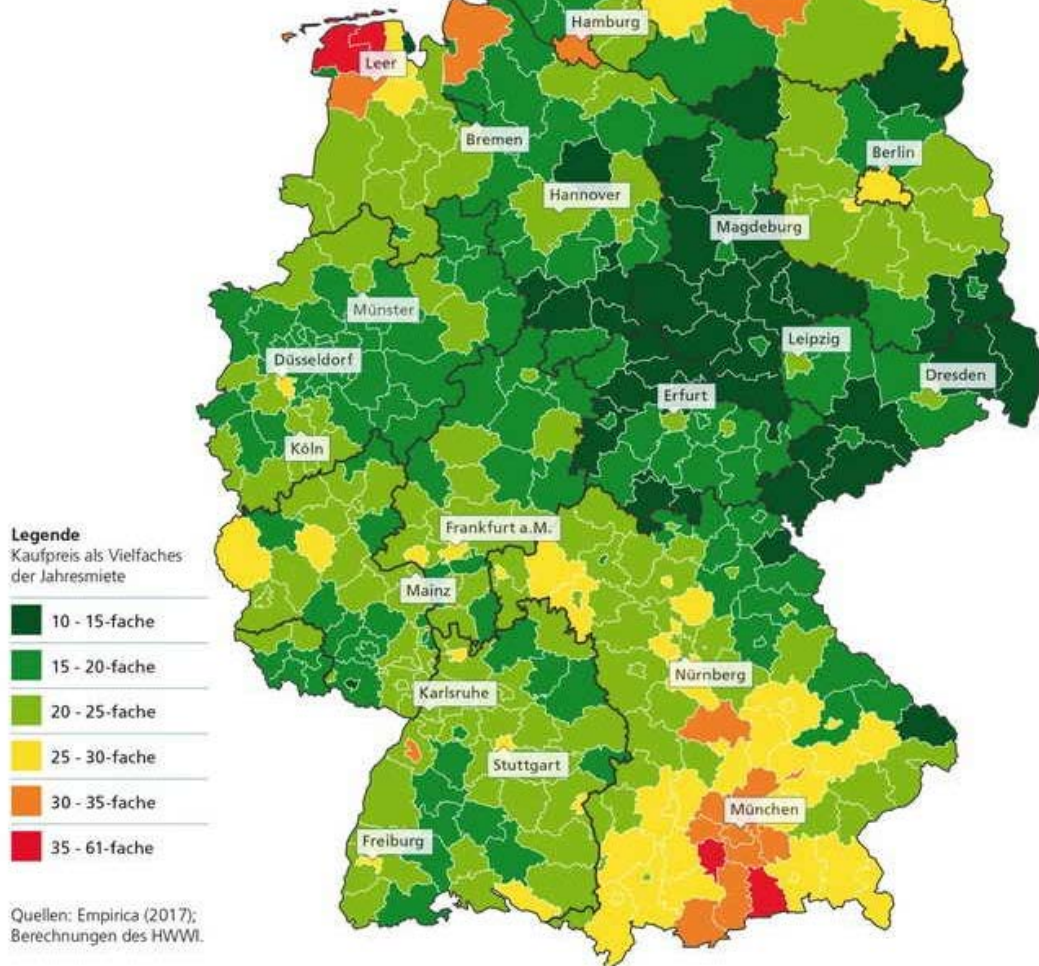 Hamburg
Leer
Bremen
Berlin
Hannover
Magdeburg
Münster
Leipzig
Düsseldorf
Dresden
Erfurt
Köln
Frankfurt a.M.
Mainz
Nürnberg
Karlsruhe
Stuttgart
München
Freiburg
Legende
Kaufpreis als Vielfaches
der Jahresmiete
10 - 15-fache
15 - 20-fache
20 - 25-fache
25 - 30-fache
30 - 35-fache
35 - 61-fache
Quellen: Empirica (2017);
Berechnungen des HWWI.